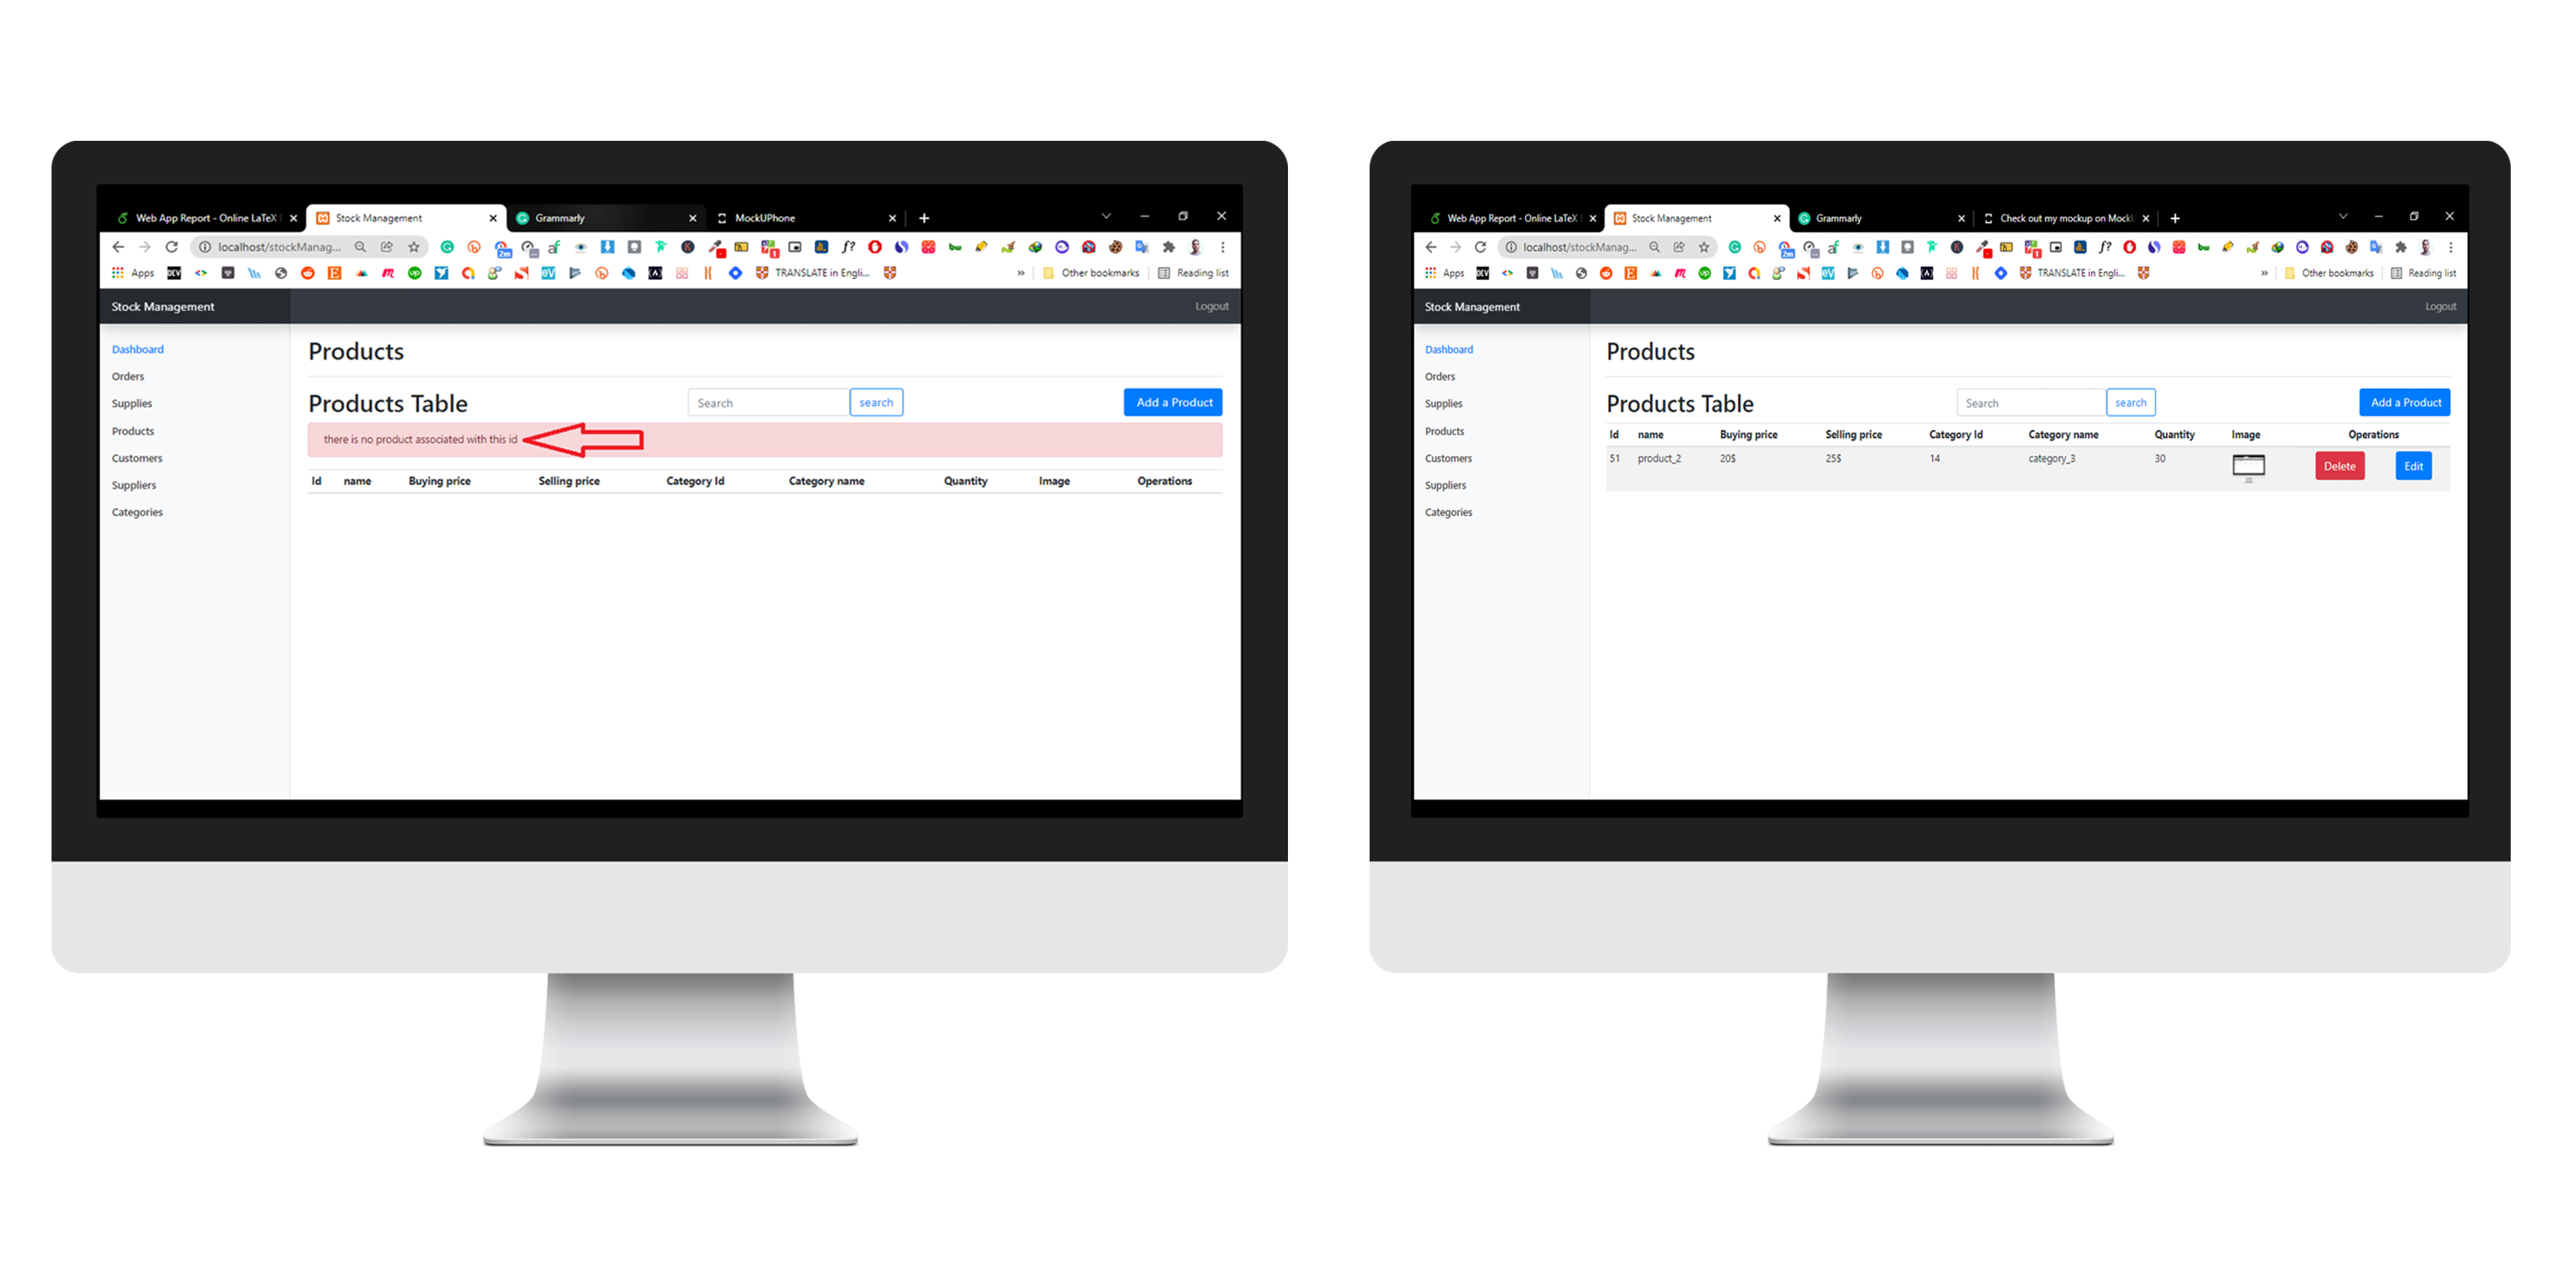 Web App Report - Online LaTeX
Stock Management
Grammarly
MockUPhone
localhost/stockManag...
Apps
TRANSLATE in Engli...
Other bookmarks
Reading list
Stock Management
Logout
Dashboard
Orders
Supplies
Products
Customers
Suppliers
Categories
Products
Products Table
Search
search
Add a Product
there is no product associated with this id
Id name Buying price Selling price Category Id Category name Quantity Image Operations
Web App Report - Online LaTeX
Stock Management
Grammarly
Check out my mockup on Mock
localhost/stockManag...
Apps
TRANSLATE in Engli...
Other bookmarks
Reading list
Stock Management
Logout
Dashboard
Orders
Supplies
Products
Customers
Suppliers
Categories
Products
Products Table
Search
search
Add a Product
Id name Buying price Selling price Category Id Category name Quantity Image Operations
51 product_2 20$ 25$ 14 category_3 30 Delete Edit